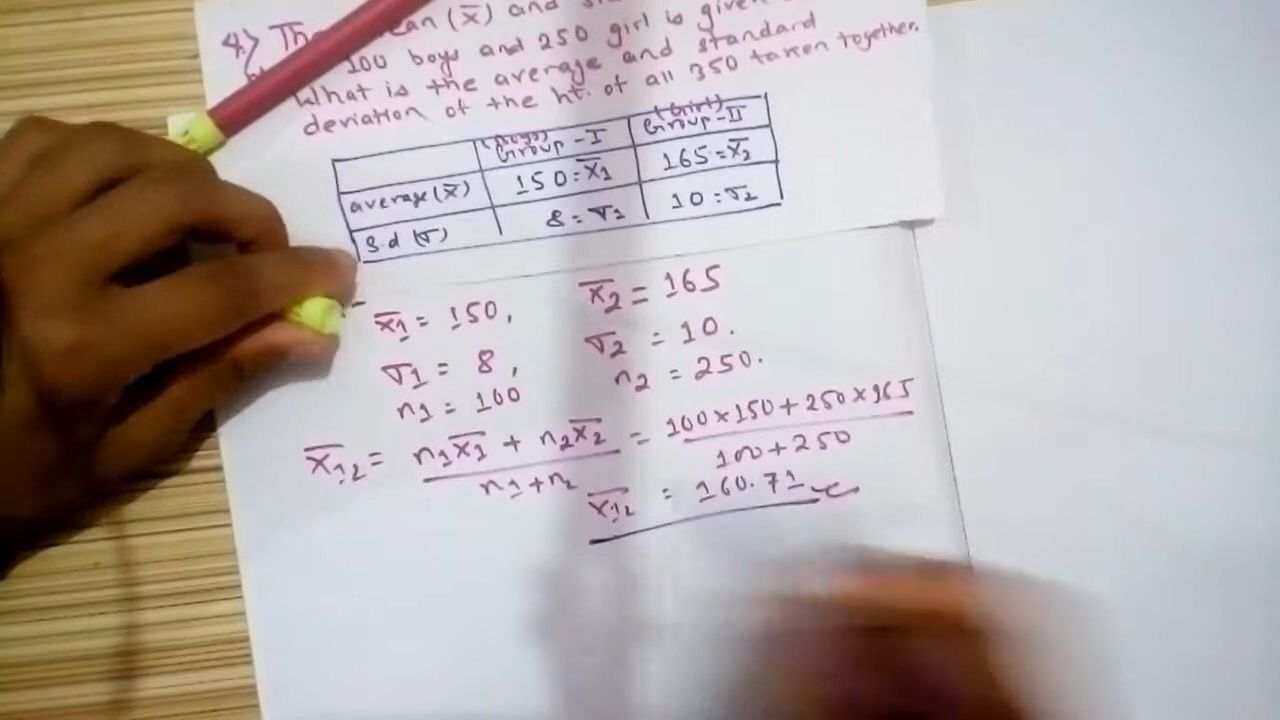 4) The (x̄) and
100 boys and 250 girl is given
What is the average and standard
deviation of the ht. of all 350 taken together.
(boys) (Girl)
Group-I Group-II
average(x̄) 150=x̄1 165=x̄2
S.d (σ) 8=σ1 10=σ2
x̄1 = 150, x̄2 = 165
σ1 = 8, σ2 = 10.
n1 = 100 n2 = 250.
x̄12 = n1x̄1 + n2x̄2 / n1+n2 = 100×150+250×165 / 100+250
x̄12 = 160.71